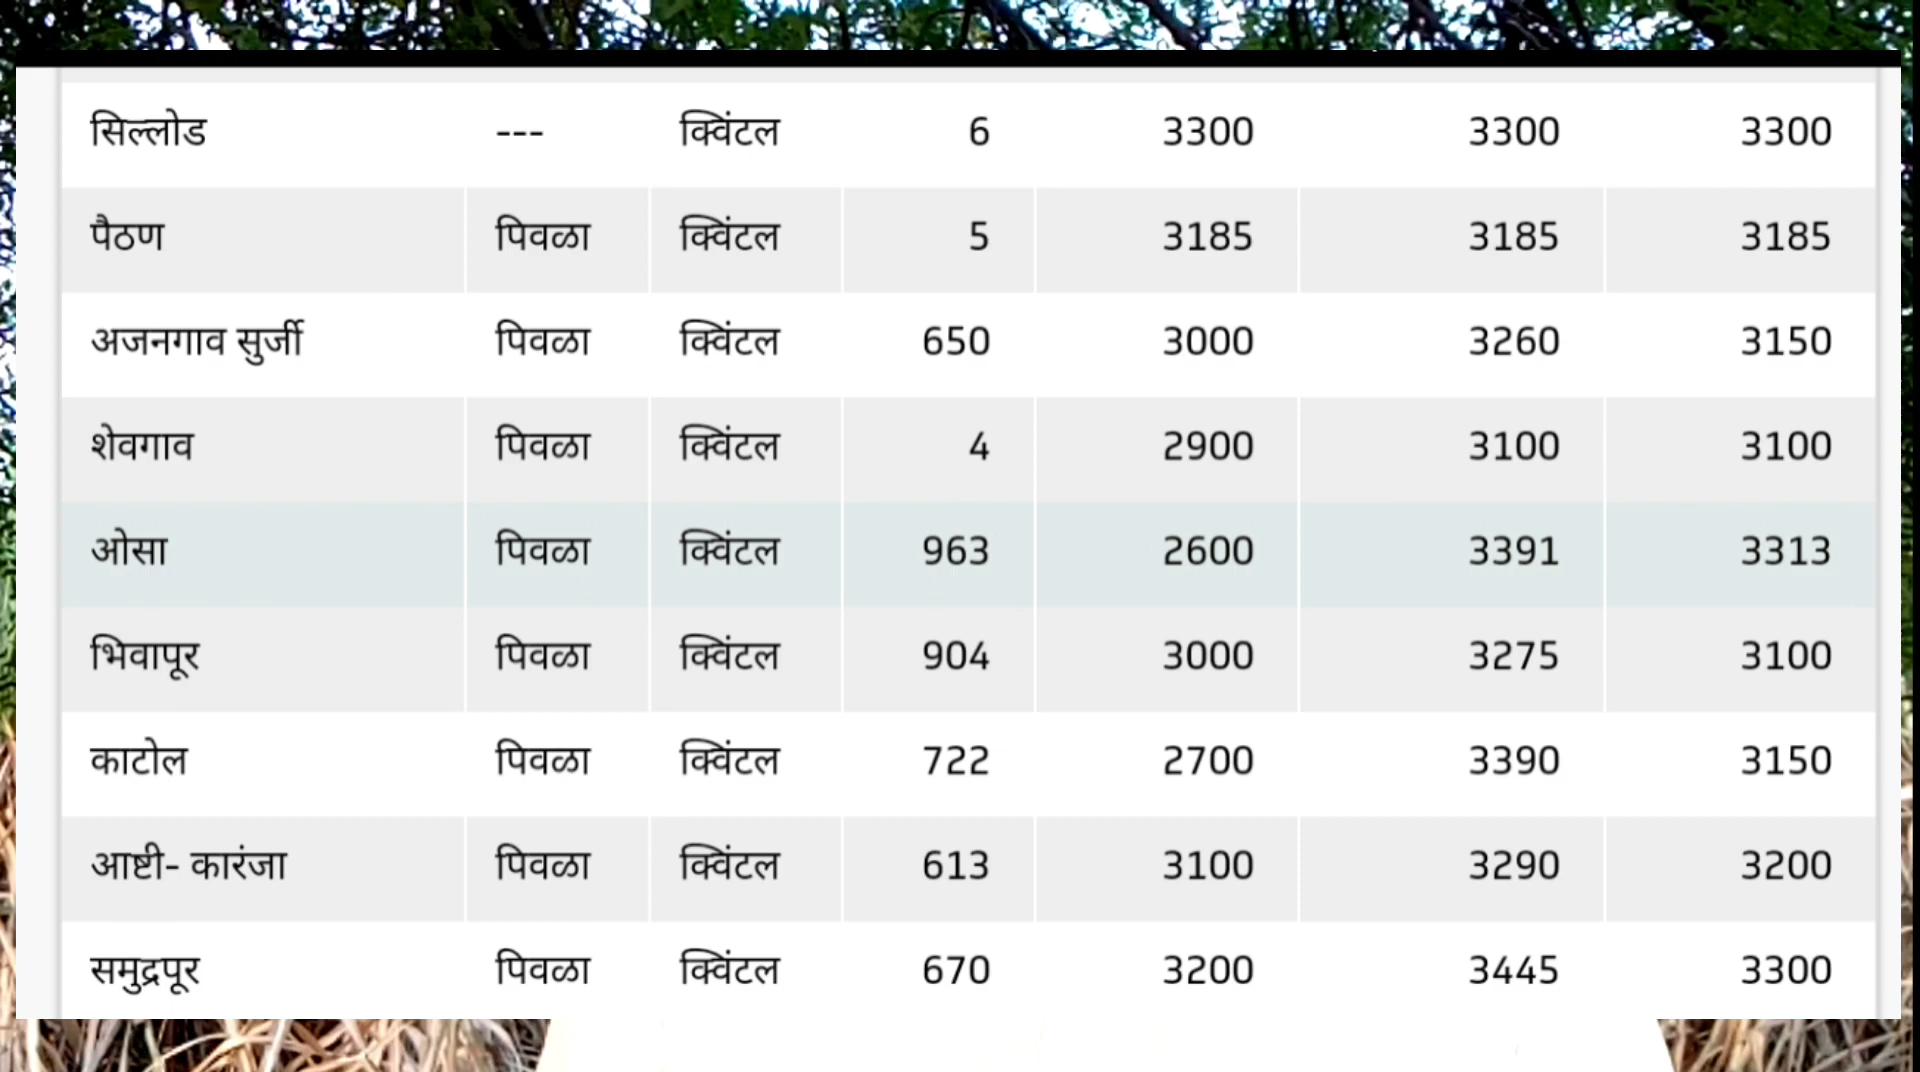 सिल्लोड --- क्विंटल 6 3300 3300 3300
पैठण पिवळा क्विंटल 5 3185 3185 3185
अजनगाव सुर्जी पिवळा क्विंटल 650 3000 3260 3150
शेवगाव पिवळा क्विंटल 4 2900 3100 3100
ओसा पिवळा क्विंटल 963 2600 3391 3313
भिवापूर पिवळा क्विंटल 904 3000 3275 3100
काटोल पिवळा क्विंटल 722 2700 3390 3150
आष्टी- कारंजा पिवळा क्विंटल 613 3100 3290 3200
समुद्रपूर पिवळा क्विंटल 670 3200 3445 3300